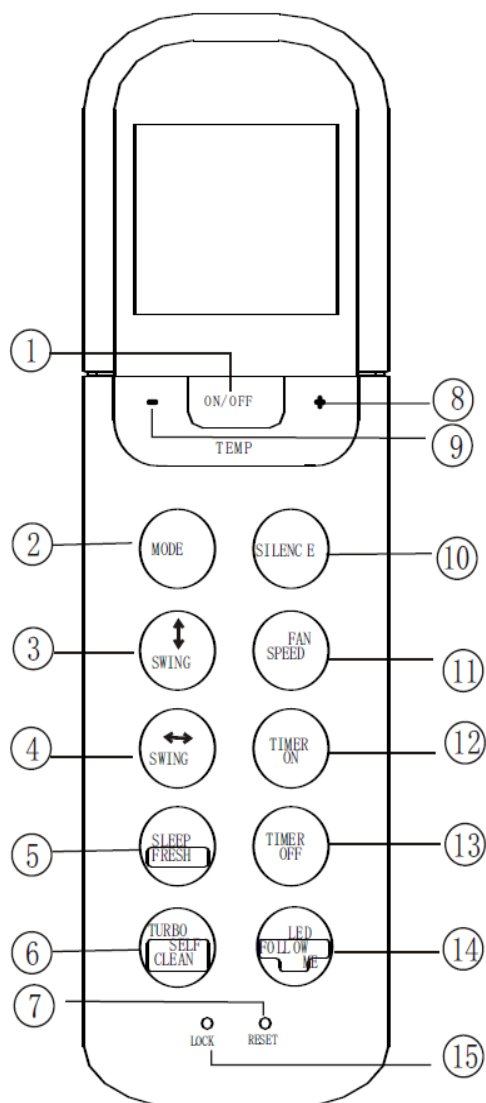 1
ON/OFF
-
+
8
TEMP
9
2
MODE
SILENCE
10
3
SWING
FAN
SPEED
11
4
SWING
TIMER
ON
12
5
SLEEP
FRESH
TIMER
OFF
13
6
TURBO
SELF
CLEAN
LED
FOLLOW
ME
14
7
LOCK
RESET
15